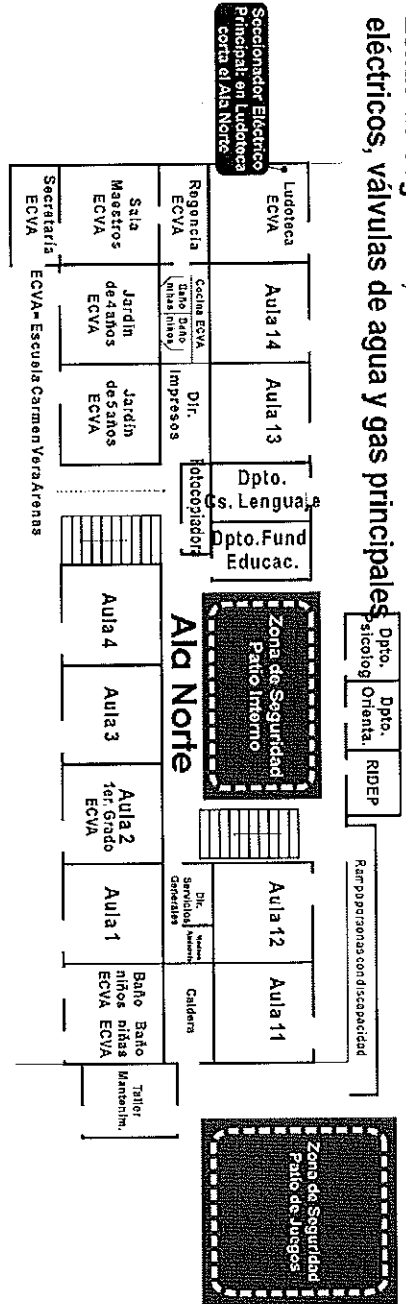 eléctricos, válvulas de agua y gas principales
Seccionador Eléctrico
Principal: en Ludoteca
corta el Ala Norte
Ludoteca
ECVA
Aula 14
Aula 13
Dpto.
Cs. Lenguaje
Dpto.Fund
Educac.
Dpto.
Psicolog
Dpto.
Orienta.
RIDEP
Rampa personas con discapacidad
Regencia
ECVA
Cocina ECVA
Baño
niñas
Baño
niños
Dir.
Impresos
Fotocopiadora
Zona de Seguridad
Patio Interno
Aula 12
Aula 11
Zona de Seguridad
Patio de Juegos
Sala
Maestros
ECVA
Jardín
de 4 años
ECVA
Jardín
de 5 años
ECVA
Ala Norte
Dir.
Servicios
Generales
Caldera
Secretaría
ECVA
ECVA= Escuela Carmen Vera Arenas
Aula 4
Aula 3
Aula 2
1er. Grado
ECVA
Aula 1
Baño
niños
ECVA
Baño
niñas
ECVA
Taller
Mantenim.